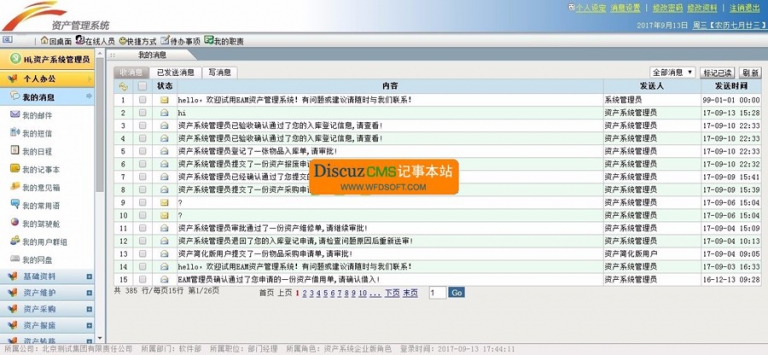 个人设定 消息设置 | 修改密码 | 修改资料 | 注销退出
资产管理系统
2017年9月13日 周三【农历七月廿三】
回桌面 在线人员 快捷方式 待办事项 我的职责
Hi,资产系统管理员
我的消息
个人办公
收消息 已发送消息 写消息 全部消息 标记已读 刷新
状态 内容 发送人 发送时间
我的消息
我的邮件
我的短信
我的日程
我的记事本
我的意见箱
我的常用语
我的驾驶舱
我的用户群组
我的网盘
基础资料
资产维护
资产采购
资产报废
1 hello，欢迎试用EAM资产管理系统！有问题或建议请随时与我们联系！ 系统管理员 99-01-01 00:00
2 hi 资产系统管理员 17-09-13 15:28
3 资产系统管理员已验收确认通过了您的入库登记信息,请查看! 资产系统管理员 17-09-10 22:33
4 资产系统管理员已验收确认通过了您的入库登记信息,请查看! 资产系统管理员 17-09-10 22:33
5 资产系统管理员登记了一张物品入库单,请审批! 资产系统管理员 17-09-10 22:33
6 资产系统管理员提交了一份资产报废申 资产系统管理员 17-09-10 22:32
7 资产系统管理员已经确认通过了您提交的 资产系统管理员 17-09-09 15:41
8 资产系统管理员提交了一份资产采购申 资产系统管理员 17-09-09 15:39
9 ? 资产系统管理员 17-09-06 15:04
10 ? 资产系统管理员 17-09-06 15:04
11 资产系统管理员审批通过了一份资产维修单,请继续审批! 资产系统管理员 17-09-04 10:13
12 资产系统管理员退回了您的入库登记申请,请检查问题原因后重新送审! 资产系统管理员 17-09-04 10:09
13 资产简化版用户提交了一份物品采购申请单,请审批! 资产简化版用户 17-09-04 09:05
14 hello，欢迎试用EAM资产管理系统！有问题或建议请随时与我们联系！ 资产系统管理员 17-09-03 16:33
15 EAM管理员确认通过了您申请的一份资产借用单,请确认借入! 资产系统管理员 16-12-13 09:28
DiscuzCMS记事本站
WWW.WFDSOFT.COM
共 385 行/每页15行 第1/26页 首页 上页 1 2 3 4 5 6 7 8 9 10 ... 下页 末页 1 Go
所属公司：北京测试集团有限责任公司 所属部门：软件部 所属职位：部门经理 所属角色：资产系统企业版角色 登录时间：2017-09-13 17:44:11